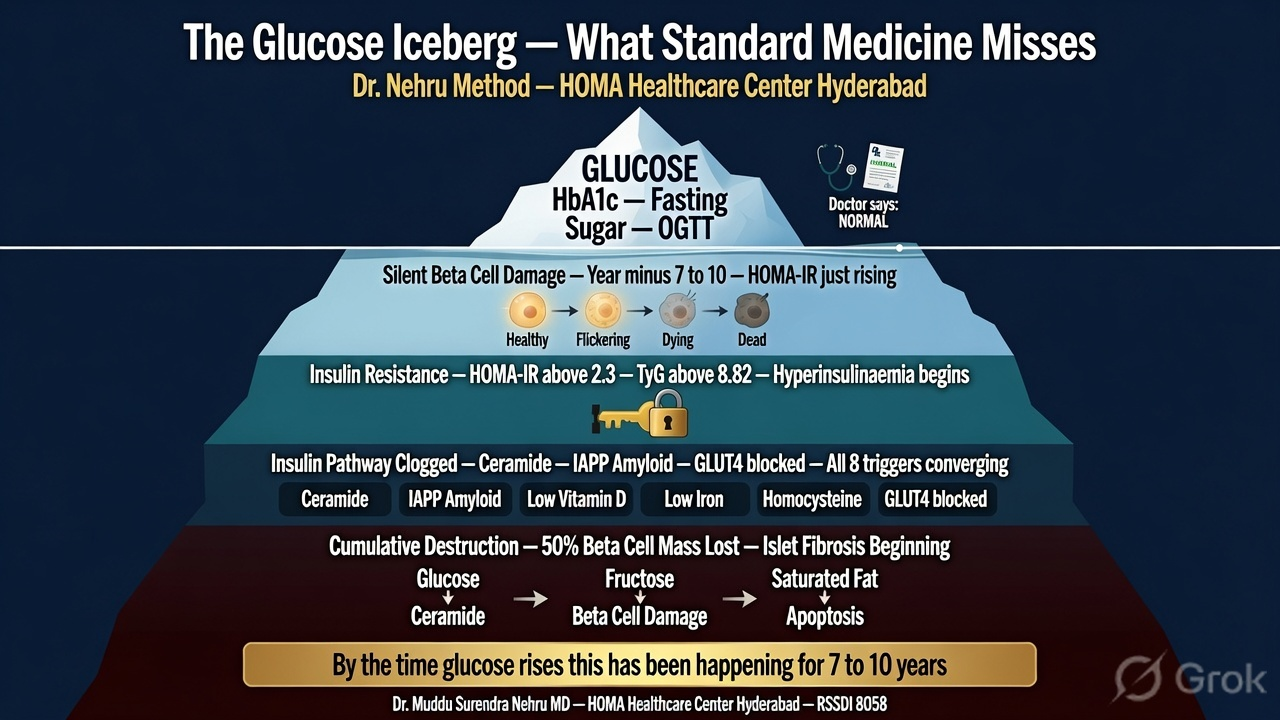 The Glucose Iceberg — What Standard Medicine Misses
Dr. Nehru Method — HOMA Healthcare Center Hyderabad
GLUCOSE
HbA1c — Fasting
Sugar — OGTT
Doctor says:
NORMAL
Silent Beta Cell Damage — Year minus 7 to 10 — HOMA-IR just rising
Healthy Flickering Dying Dead
Insulin Resistance — HOMA-IR above 2.3 — TyG above 8.82 — Hyperinsulinaemia begins
Insulin Pathway Clogged — Ceramide — IAPP Amyloid — GLUT4 blocked — All 8 triggers converging
Ceramide IAPP Amyloid Low Vitamin D Low Iron Homocysteine GLUT4 blocked
Cumulative Destruction — 50% Beta Cell Mass Lost — Islet Fibrosis Beginning
Glucose Fructose Saturated Fat
Ceramide Beta Cell Damage Apoptosis
By the time glucose rises this has been happening for 7 to 10 years
Dr. Muddu Surendra Nehru MD — HOMA Healthcare Center Hyderabad — RSSDI 8058
Grok